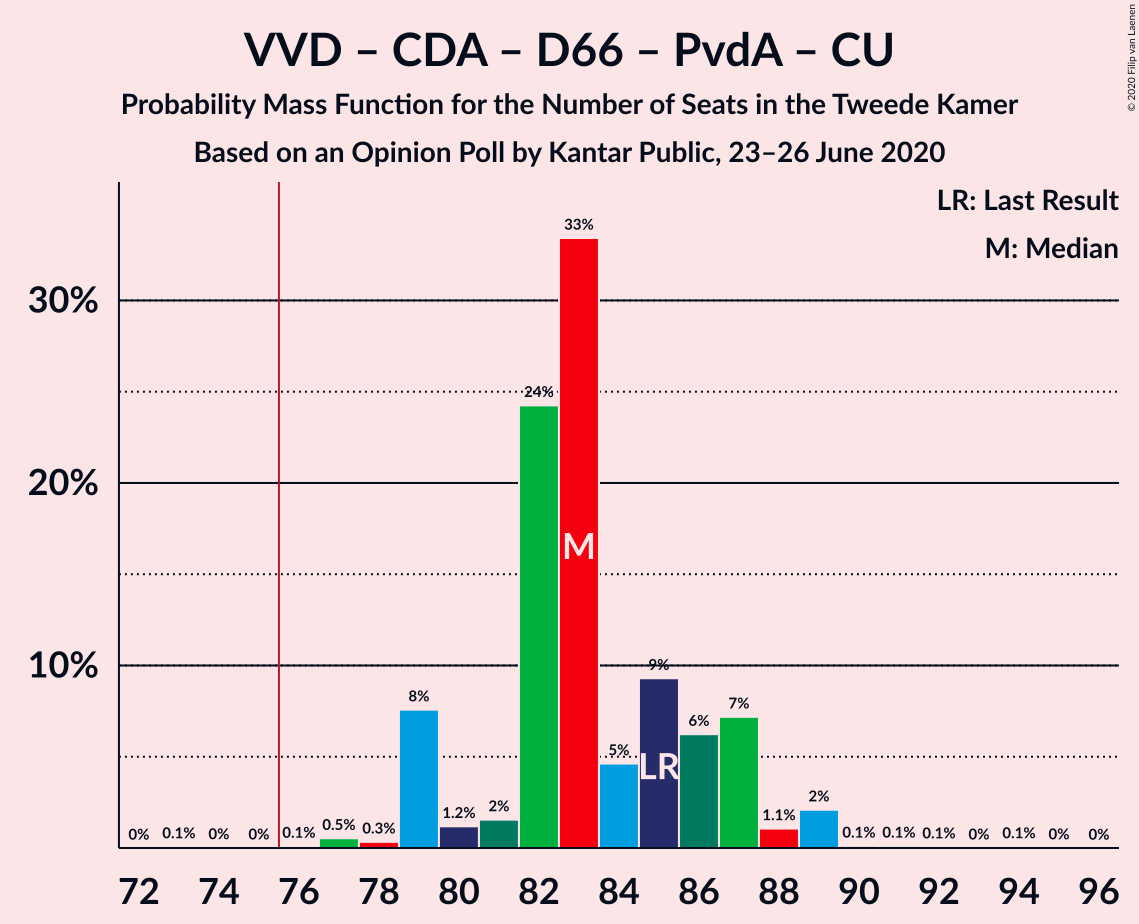 VVD – CDA – D66 – PvdA – CU
Probability Mass Function for the Number of Seats in the Tweede Kamer
Based on an Opinion Poll by Kantar Public, 23–26 June 2020
© 2020 Filip van Laenen
LR: Last Result
M: Median
30%
20%
10%
0% 0.1% 0% 0% 0.1% 0.5% 0.3% 8% 1.2% 2% 24% 33% 5% 9% 6% 7% 1.1% 2% 0.1% 0.1% 0.1% 0% 0.1% 0% 0%
M
LR
72 74 76 78 80 82 84 86 88 90 92 94 96